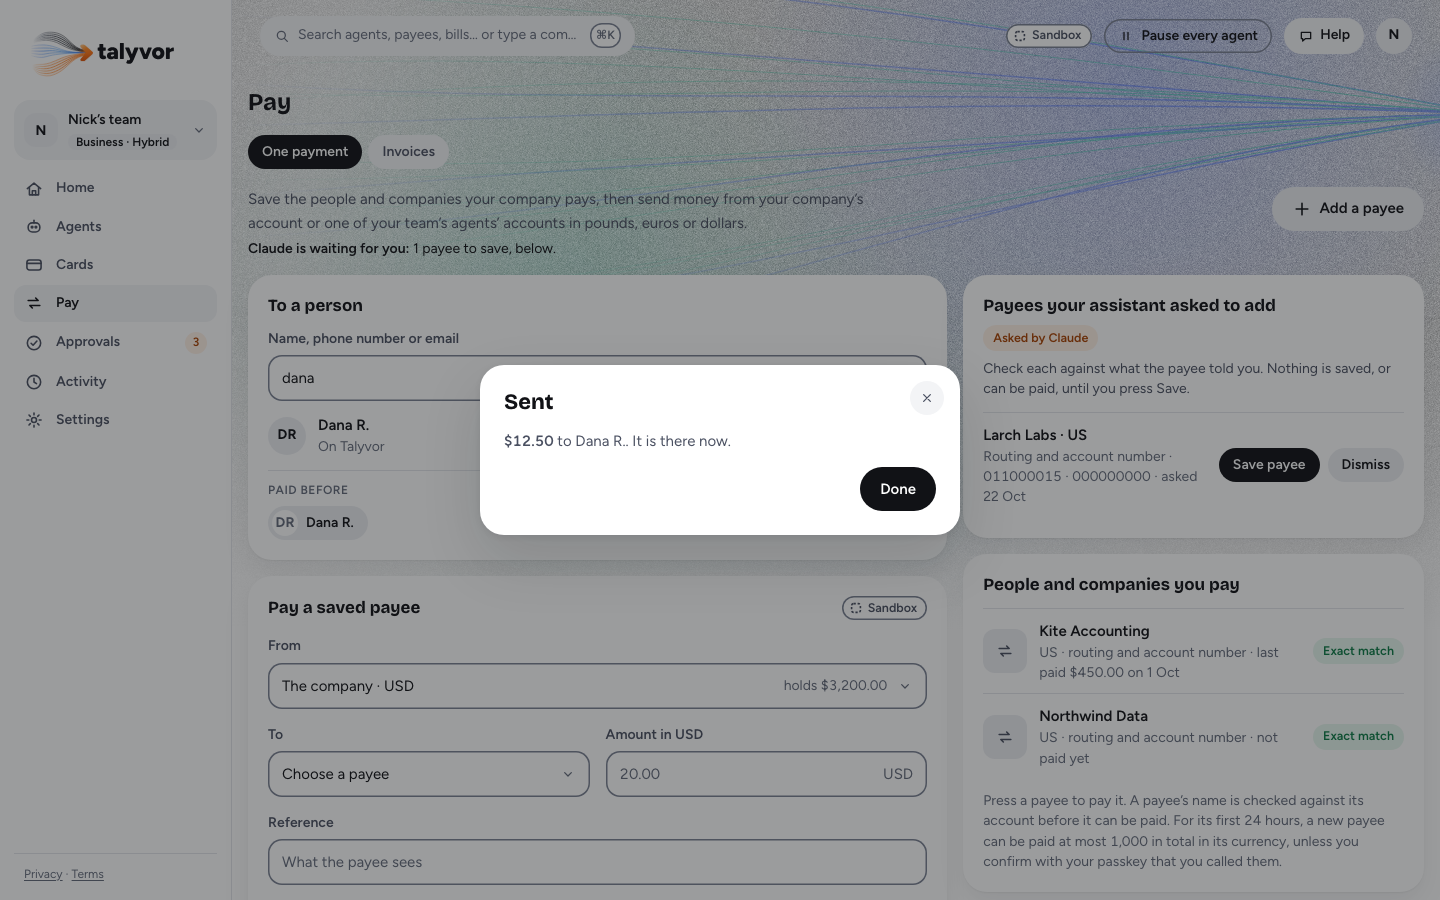 talyvor
N
Nick's team
Business · Hybrid
Home
Agents
Cards
Pay
Approvals
3
Activity
Settings
Privacy · Terms
Search agents, payees, bills... or type a com...
⌘K
Sandbox
Pause every agent
Help
N
Pay
One payment
Invoices
Save the people and companies your company pays, then send money from your company's
account or one of your team's agents' accounts in pounds, euros or dollars.
Claude is waiting for you: 1 payee to save, below.
Add a payee
To a person
Name, phone number or email
dana
DR
Dana R.
On Talyvor
PAID BEFORE
DR
Dana R.
Sent
$12.50 to Dana R.. It is there now.
Done
Pay a saved payee
Sandbox
From
The company · USD
holds $3,200.00
To
Choose a payee
Amount in USD
20.00
USD
Reference
What the payee sees
Payees your assistant asked to add
Asked by Claude
Check each against what the payee told you. Nothing is saved, or
can be paid, until you press Save.
Larch Labs · US
Routing and account number ·
011000015 · 000000000 · asked
22 Oct
Save payee
Dismiss
People and companies you pay
Kite Accounting
US · routing and account number · last
paid $450.00 on 1 Oct
Exact match
Northwind Data
US · routing and account number · not
paid yet
Exact match
Press a payee to pay it. A payee's name is checked against its
account before it can be paid. For its first 24 hours, a new payee
can be paid at most 1,000 in total in its currency, unless you
confirm with your passkey that you called them.